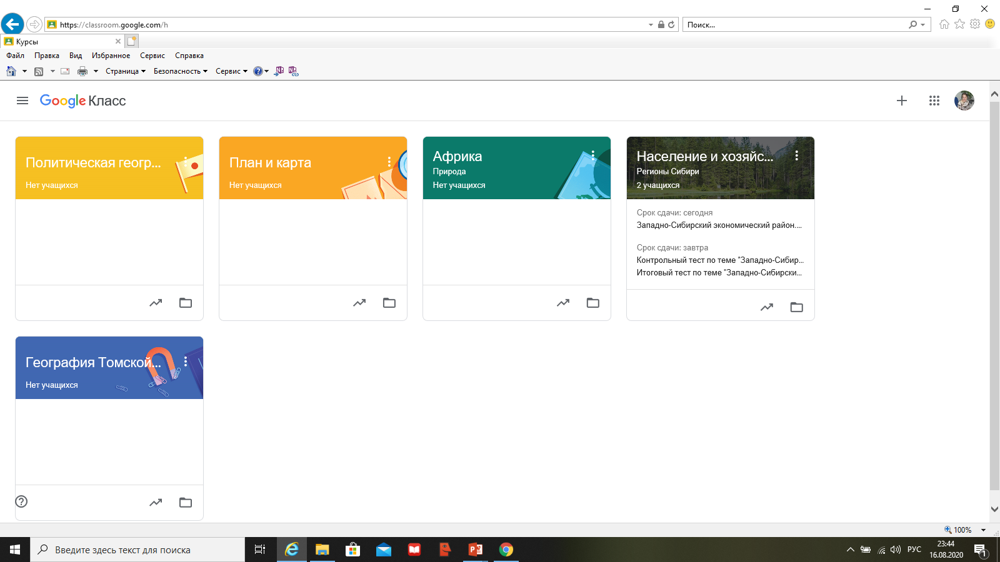 https://classroom.google.com/h
Поиск...
Курсы
Файл Правка Вид Избранное Сервис Справка
Страница Безопасность Сервис
Google Класс
Политическая геогр...
Нет учащихся
План и карта
Нет учащихся
Африка
Природа
Нет учащихся
Население и хозяйс...
Регионы Сибири
2 учащихся
Срок сдачи: сегодня
Западно-Сибирский экономический район....
Срок сдачи: завтра
Контрольный тест по теме "Западно-Сибир...
Итоговый тест по теме "Западно-Сибирски...
География Томской...
Нет учащихся
100%
Введите здесь текст для поиска
РУС
23:44
16.08.2020
1